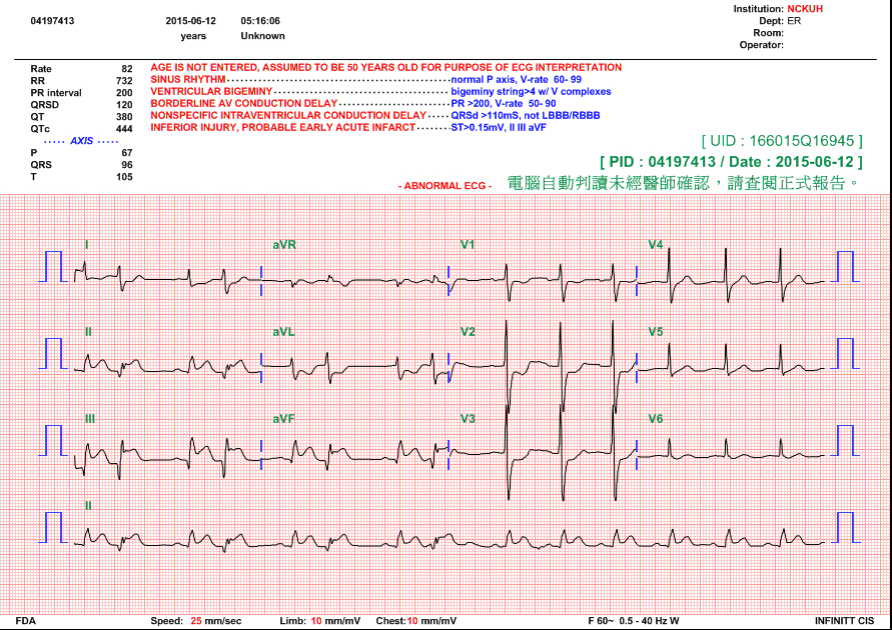 Institution: NCKUH
04197413 2015-06-12 05:16:06 Dept: ER
years Unknown Room:
Operator:
Rate 82 AGE IS NOT ENTERED, ASSUMED TO BE 50 YEARS OLD FOR PURPOSE OF ECG INTERPRETATION
RR 732 SINUS RHYTHM normal P axis, V-rate 60- 99
PR interval 200 VENTRICULAR BIGEMINY bigeminy string>4 w/ V complexes
QRSD 120 BORDERLINE AV CONDUCTION DELAY PR >200, V-rate 50- 90
QT 380 NONSPECIFIC INTRAVENTRICULAR CONDUCTION DELAY QRSd >110mS, not LBBB/RBBB
QTc 444 INFERIOR INJURY, PROBABLE EARLY ACUTE INFARCT ST>0.15mV, II III aVF
AXIS
P 67
QRS 96
T 105
[ UID : 166015Q16945 ]
[ PID : 04197413 / Date : 2015-06-12 ]
- ABNORMAL ECG - 電腦自動判讀未經醫師確認，請查閱正式報告。
I aVR V1 V4
II aVL V2 V5
III aVF V3 V6
II
FDA Speed: 25 mm/sec Limb: 10 mm/mV Chest: 10 mm/mV F 60~ 0.5 - 40 Hz W INFINITT CIS